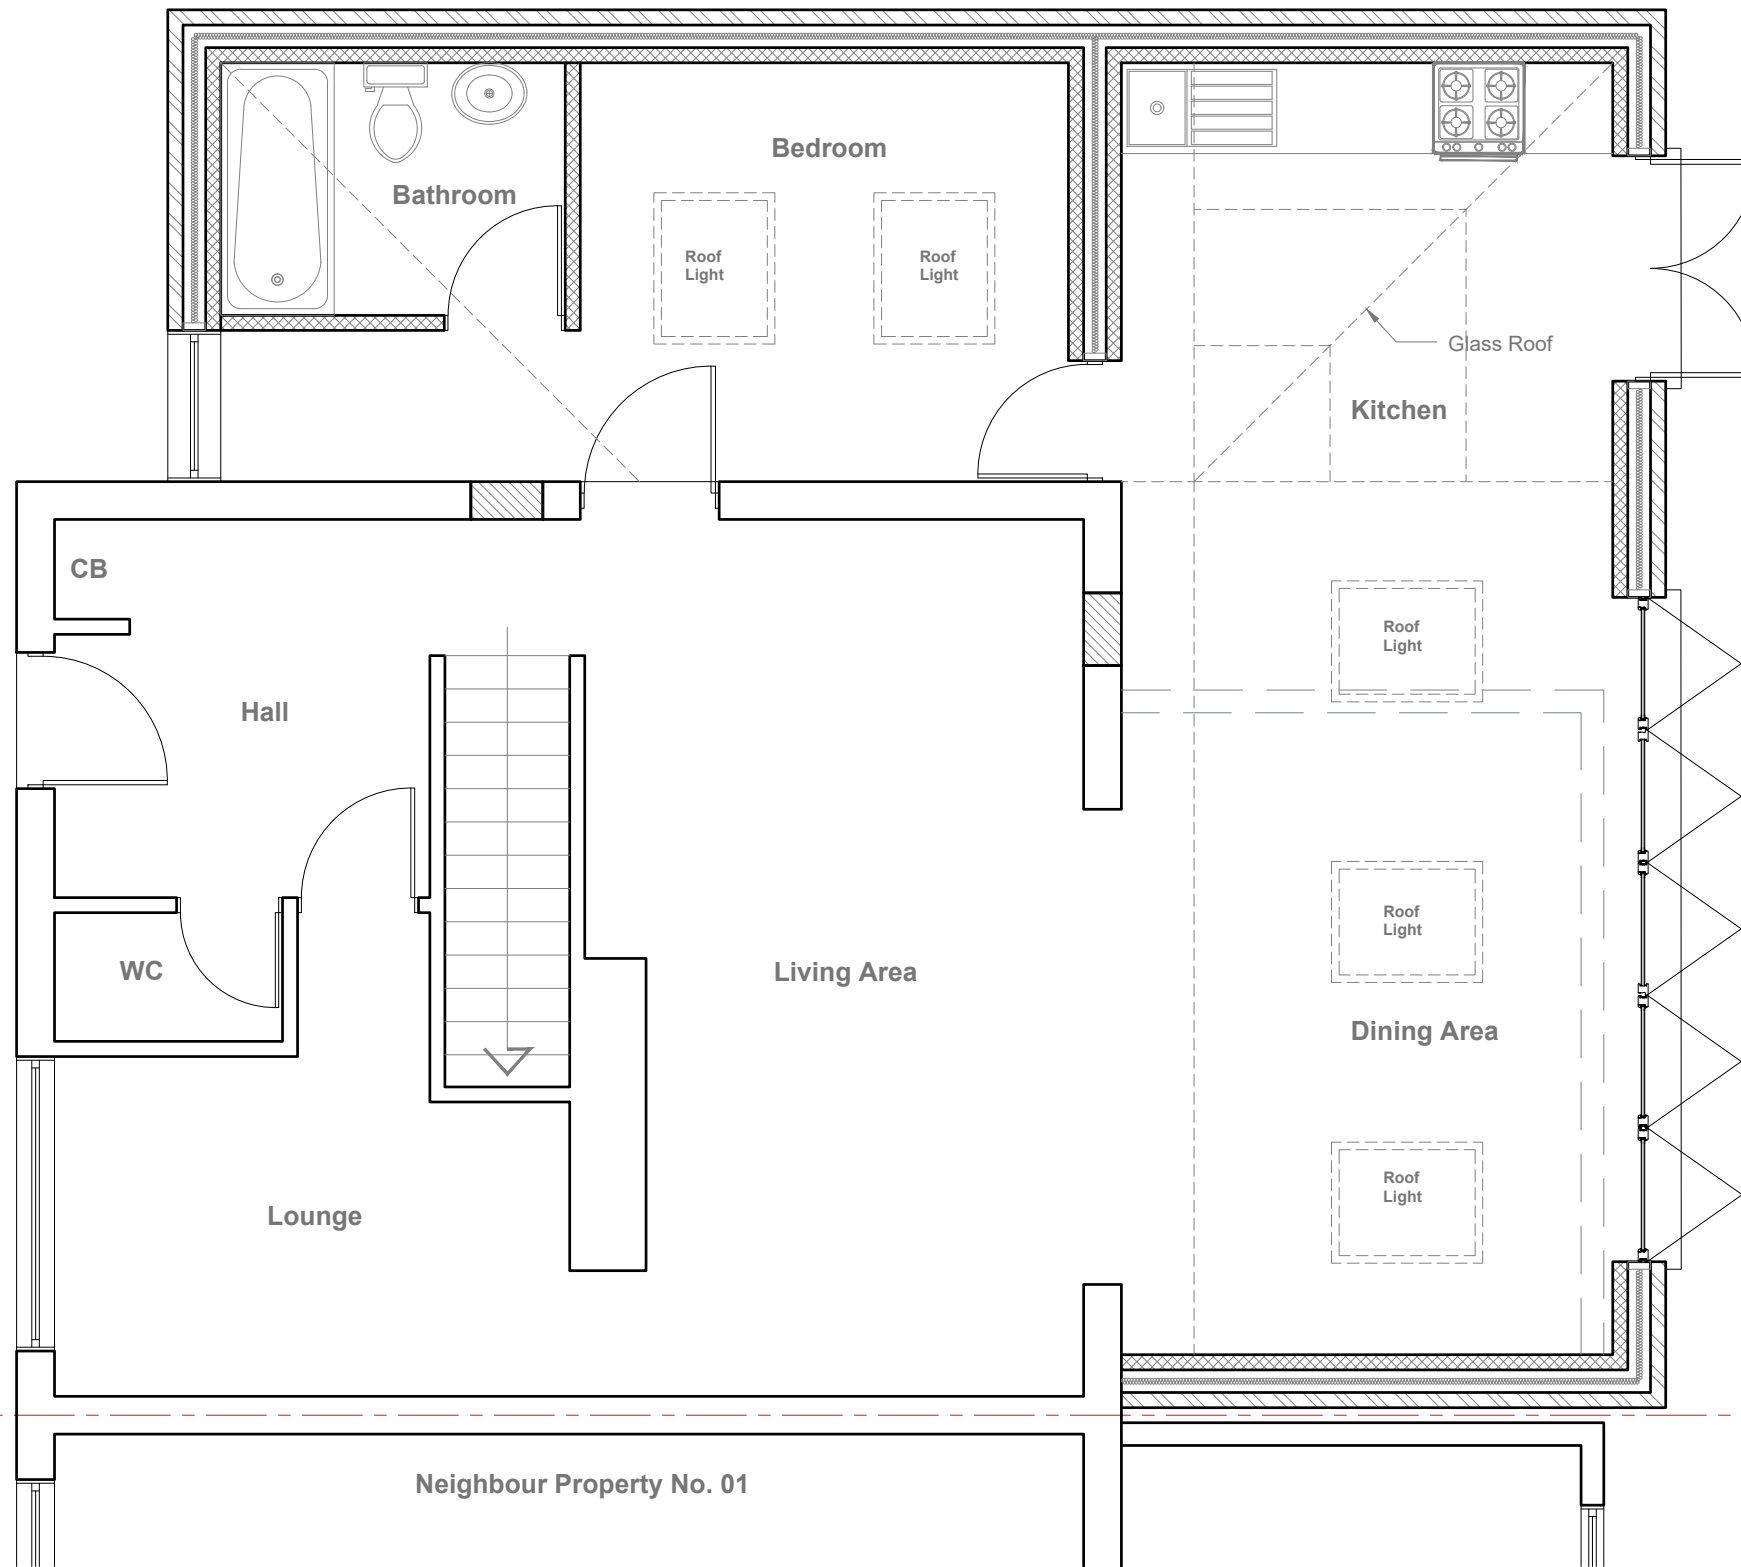 Bedroom
Bathroom
Roof
Light
Roof
Light
Glass Roof
Kitchen
CB
Roof
Light
Hall
Roof
Light
WC
Living Area
Dining Area
Roof
Light
Lounge
Neighbour Property No. 01